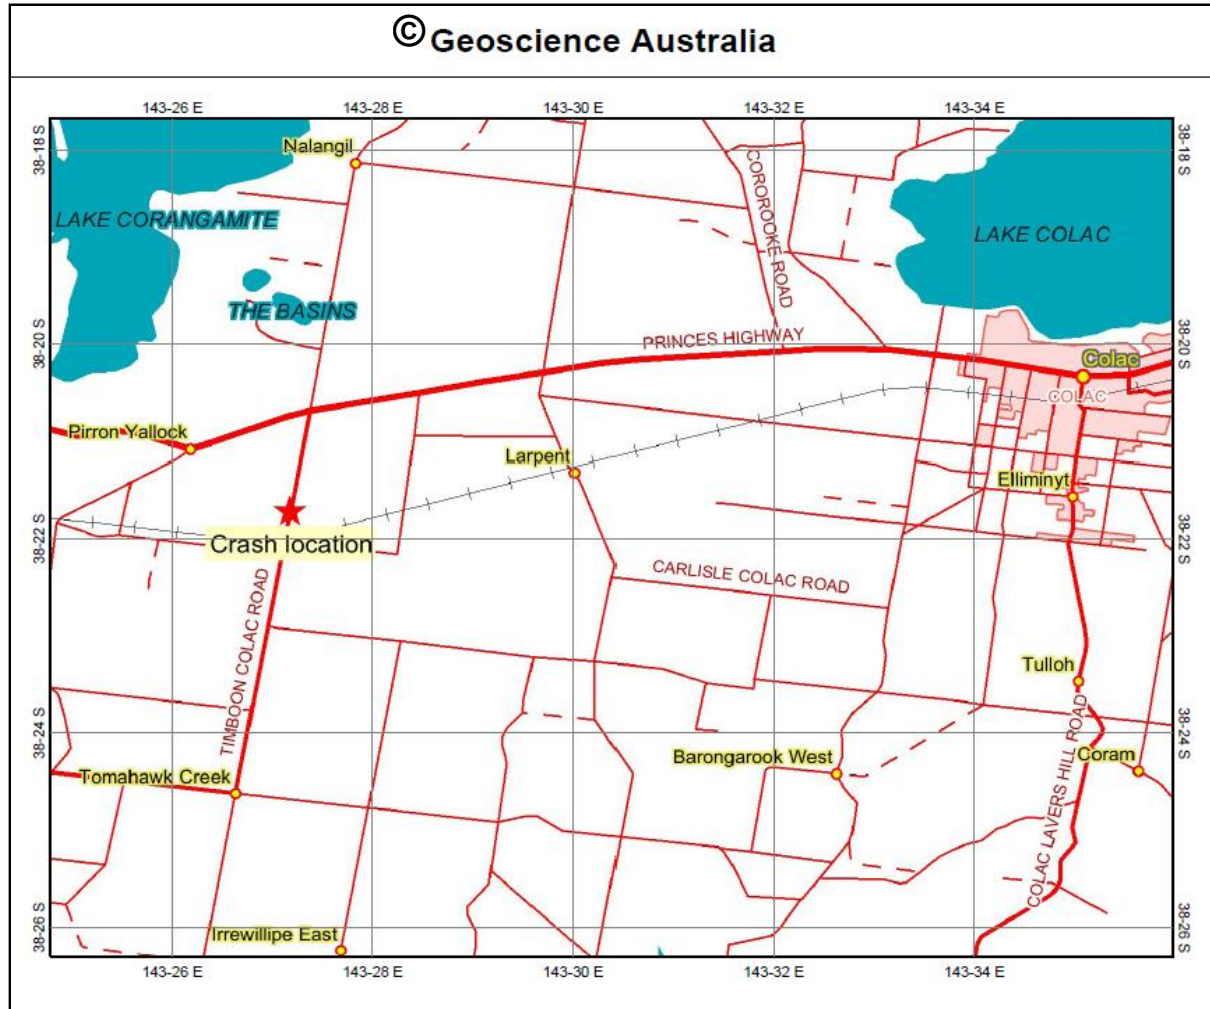 © Geoscience Australia
143-26 E
143-28 E
143-30 E
143-32 E
143-34 E
38-18 S
38-18 S
Nalangil
COROROOKE ROAD
LAKE CORANGAMITE
LAKE COLAC
THE BASINS
PRINCES HIGHWAY
38-20 S
38-20 S
Colac
COLAC
Pirron Yallock
Larpent
Elliminyt
Crash location
38-22 S
38-22 S
CARLISLE COLAC ROAD
TIMBOON COLAC ROAD
Tulloh
38-24 S
38-24 S
Barongarook West
Coram
Tomahawk Creek
COLAC LAVERS HILL ROAD
Irrewillipe East
38-26 S
38-26 S
143-26 E
143-28 E
143-30 E
143-32 E
143-34 E